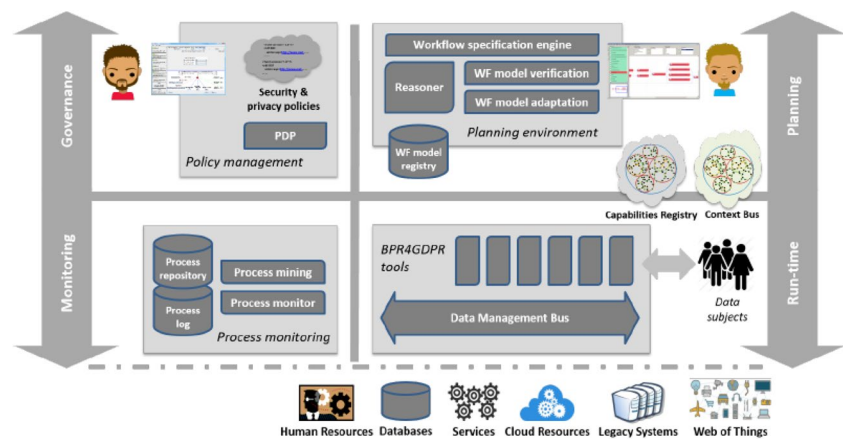 Governance
Security &
privacy policies
PDP
Policy management
Workflow specification engine
Reasoner
WF model verification
WF model adaptation
Planning environment
WF model
registry
Planning
Capabilities Registry
Context Bus
Monitoring
Process
repository
Process
log
Process mining
Process monitor
Process monitoring
BPR4GDPR
tools
Data Management Bus
Data
subjects
Run-time
Human Resources
Databases
Services
Cloud Resources
Legacy Systems
Web of Things